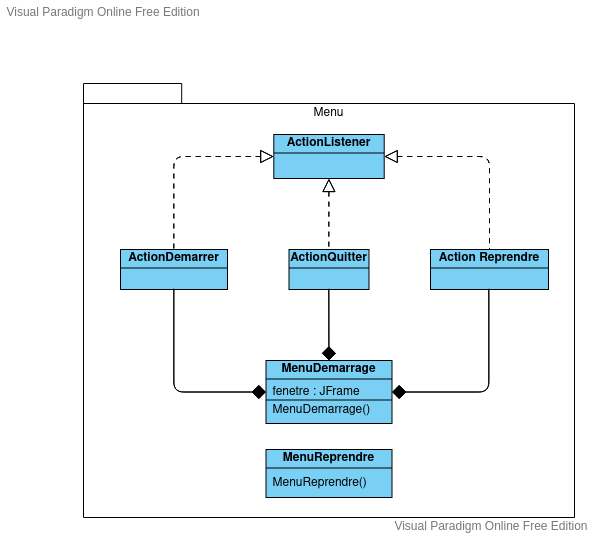 Visual Paradigm Online Free Edition
Menu
ActionListener
ActionDemarrer
ActionQuitter
Action Reprendre
MenuDemarrage
fenetre : JFrame
MenuDemarrage()
MenuReprendre
MenuReprendre()
Visual Paradigm Online Free Edition